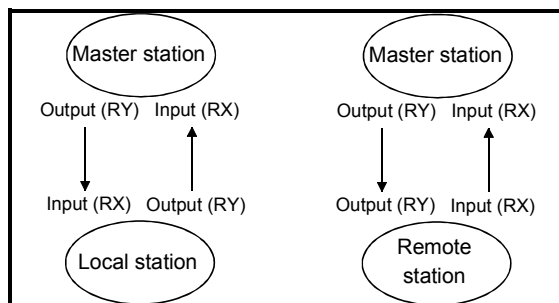 Master station
Output (RY) Input (RX)
Input (RX) Output (RY)
Local station
Master station
Output (RY) Input (RX)
Output (RY) Input (RX)
Remote
station